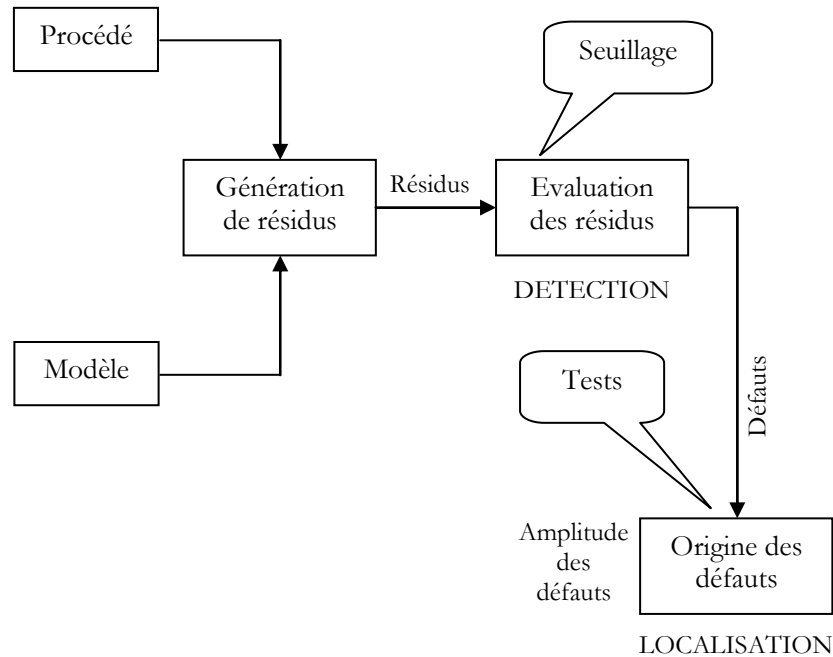 Procédé
Seuillage
Génération
de résidus
Résidus
Evaluation
des résidus
DETECTION
Modèle
Tests
Défauts
Amplitude
des
défauts
Origine des
défauts
LOCALISATION